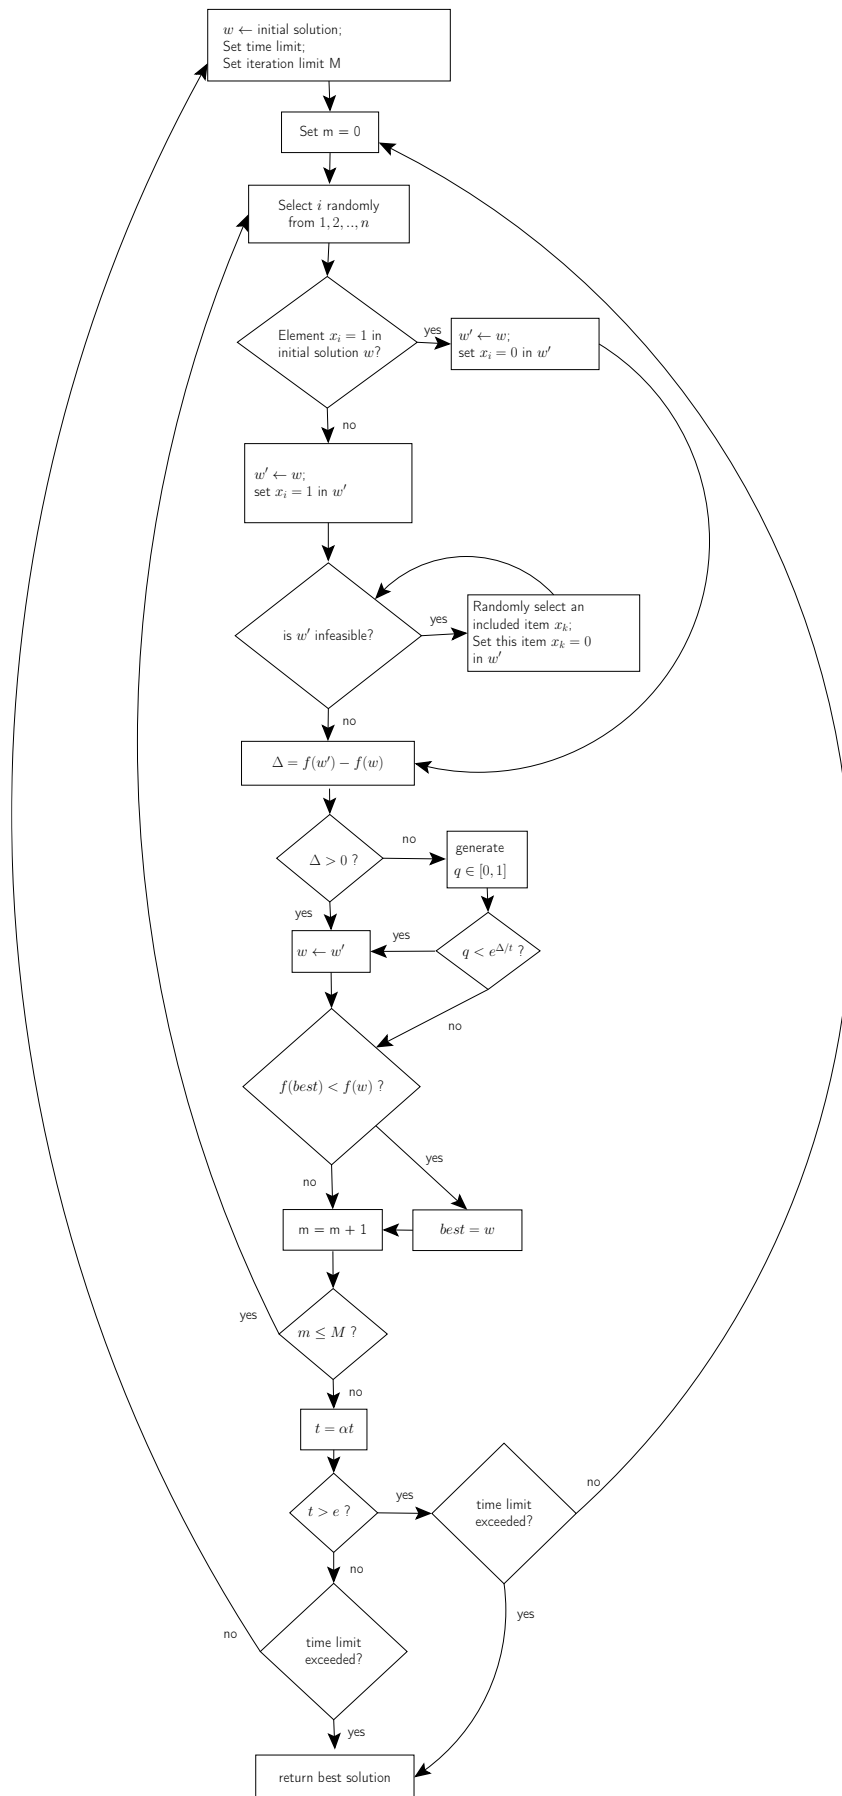 w ← initial solution;
Set time limit;
Set iteration limit M
Set m = 0
Select i randomly
from 1, 2, .., n
Element x_i = 1 in
initial solution w?
yes
w′ ← w;
set x_i = 0 in w′
no
w′ ← w;
set x_i = 1 in w′
is w′ infeasible?
yes
Randomly select an
included item x_k;
Set this item x_k = 0
in w′
no
Δ = f(w′) − f(w)
Δ > 0 ?
no
generate
q ∈ [0, 1]
yes
w ← w′
yes
q < e^{Δ/t} ?
no
f(best) < f(w) ?
yes
no
m = m + 1
best = w
yes
m ≤ M ?
no
t = αt
t > e ?
yes
time limit
exceeded?
no
no
yes
no
time limit
exceeded?
yes
return best solution